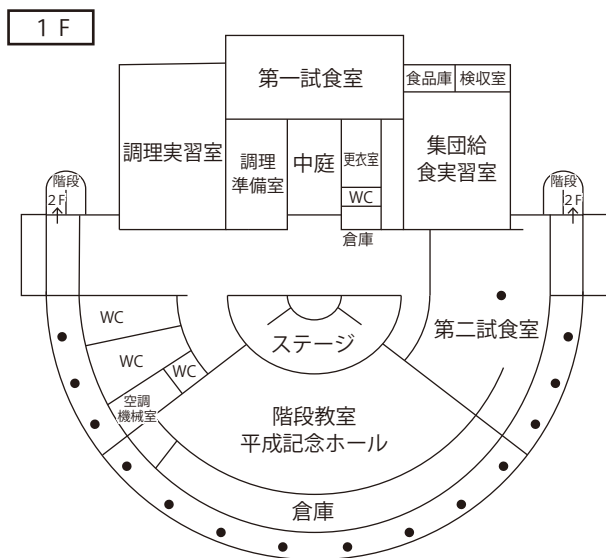 1 F
第一試食室
食品庫
検収室
調理実習室
調理
準備室
中庭
更衣室
WC
倉庫
集団給
食実習室
階段
2 F
階段
2 F
WC
WC
WC
空調
機械室
ステージ
第二試食室
階段教室
平成記念ホール
倉庫